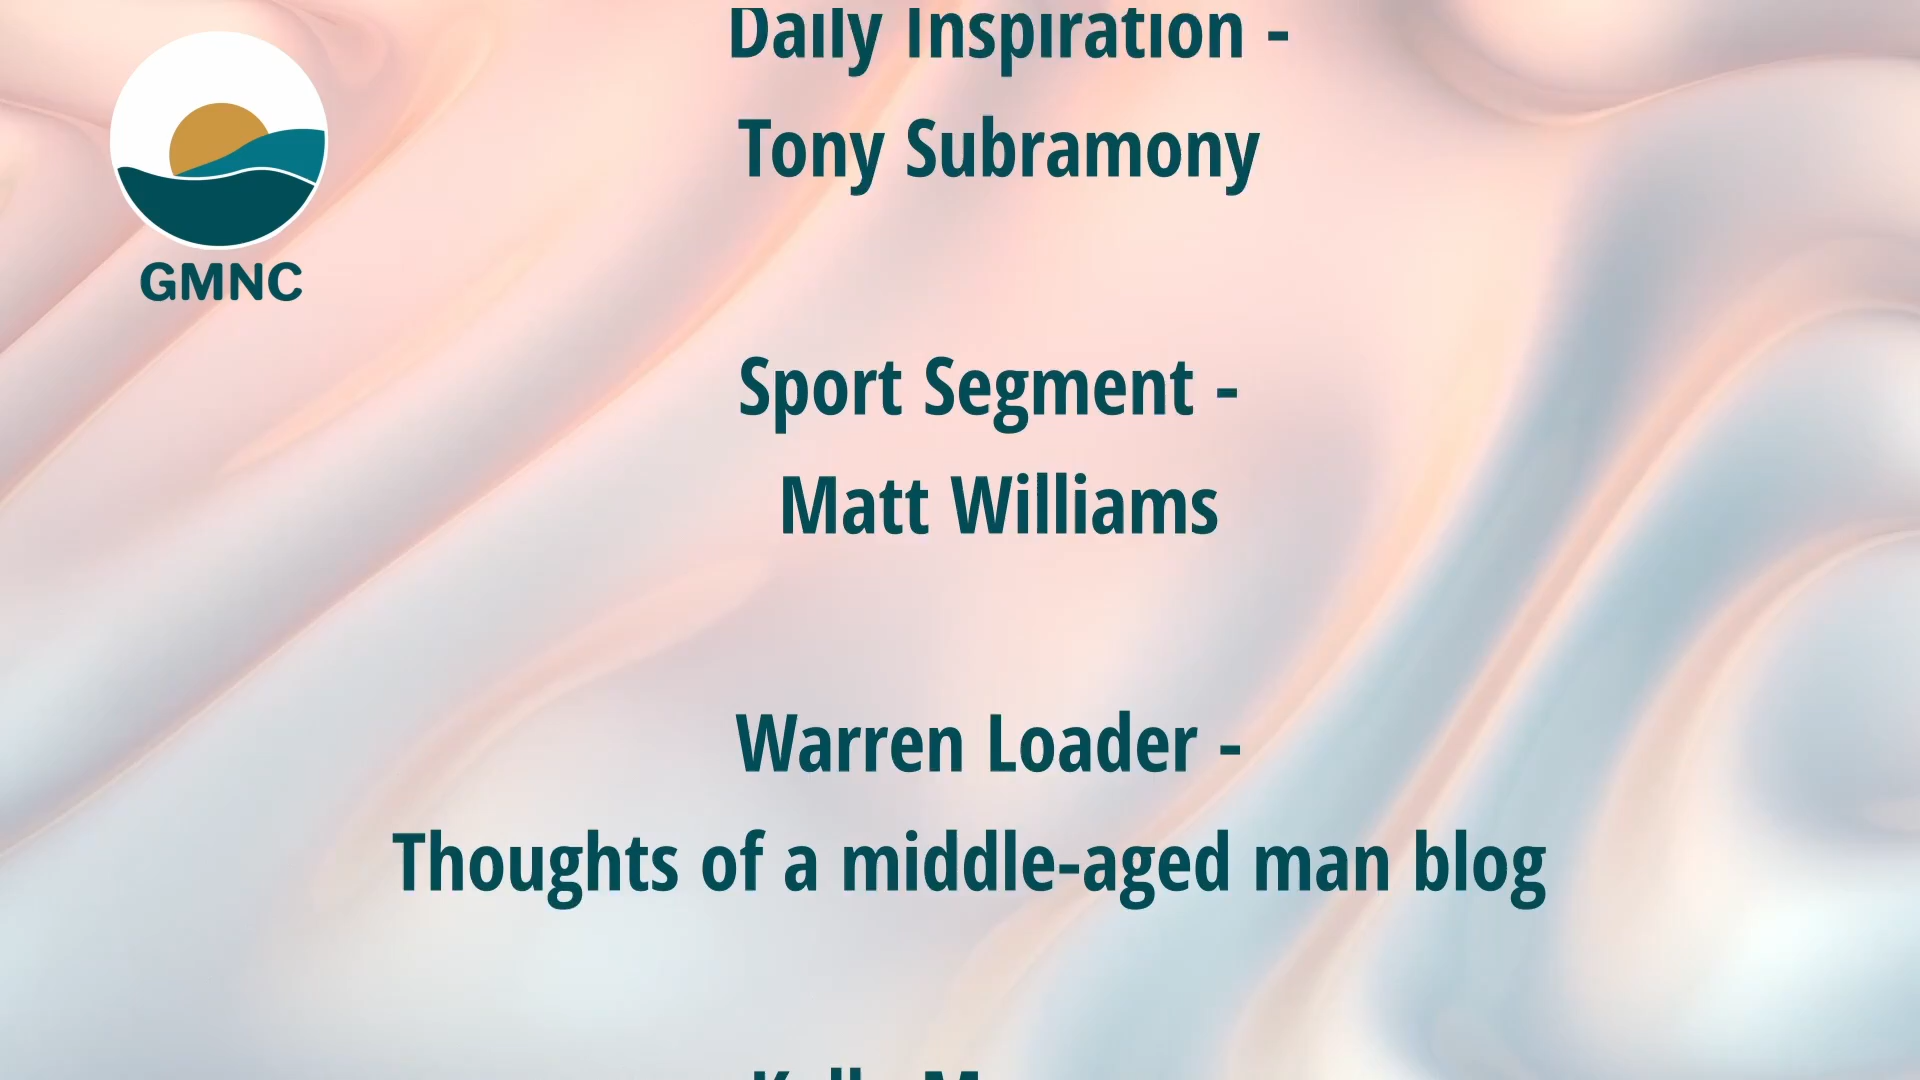 GMNC
Daily Inspiration -
Tony Subramony
Sport Segment -
Matt Williams
Warren Loader -
Thoughts of a middle-aged man blog